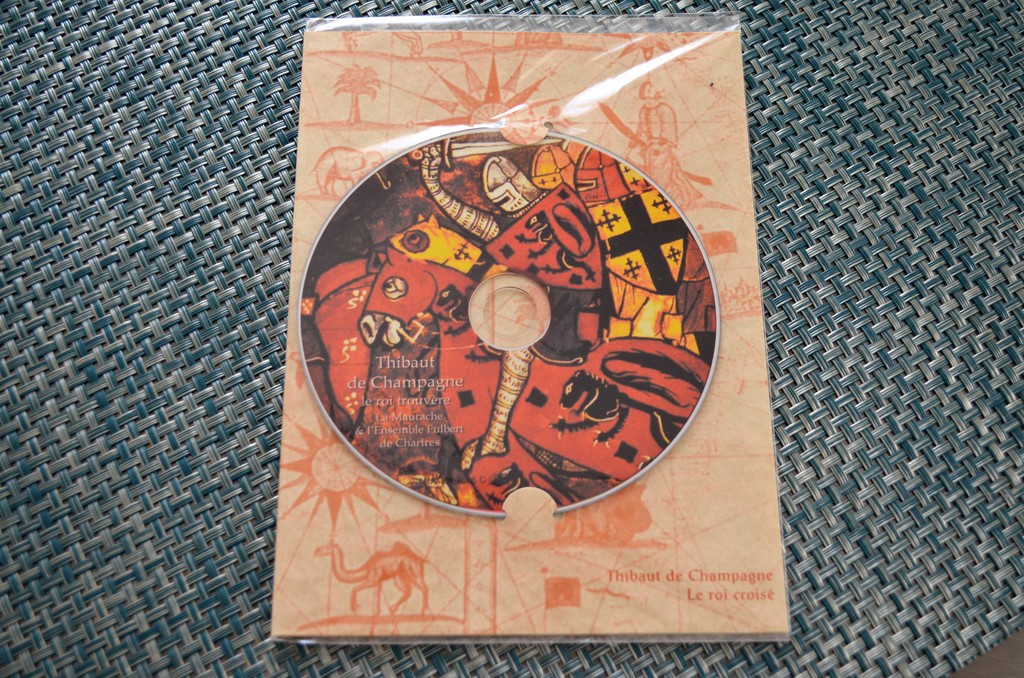 Thibaut
de Champagne
le roi trouvère
La Maurache
& l'Ensemble Fulbert
de Chartres
Thibaut de Champagne
Le roi croisé